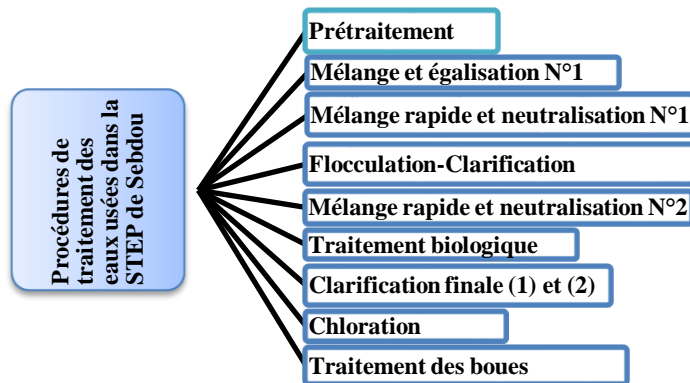 Procédures de
traitement des
eaux usées dans la
STEP de Sebdou
Prétraitement
Mélange et égalisation N°1
Mélange rapide et neutralisation N°1
Flocculation-Clarification
Mélange rapide et neutralisation N°2
Traitement biologique
Clarification finale (1) et (2)
Chloration
Traitement des boues